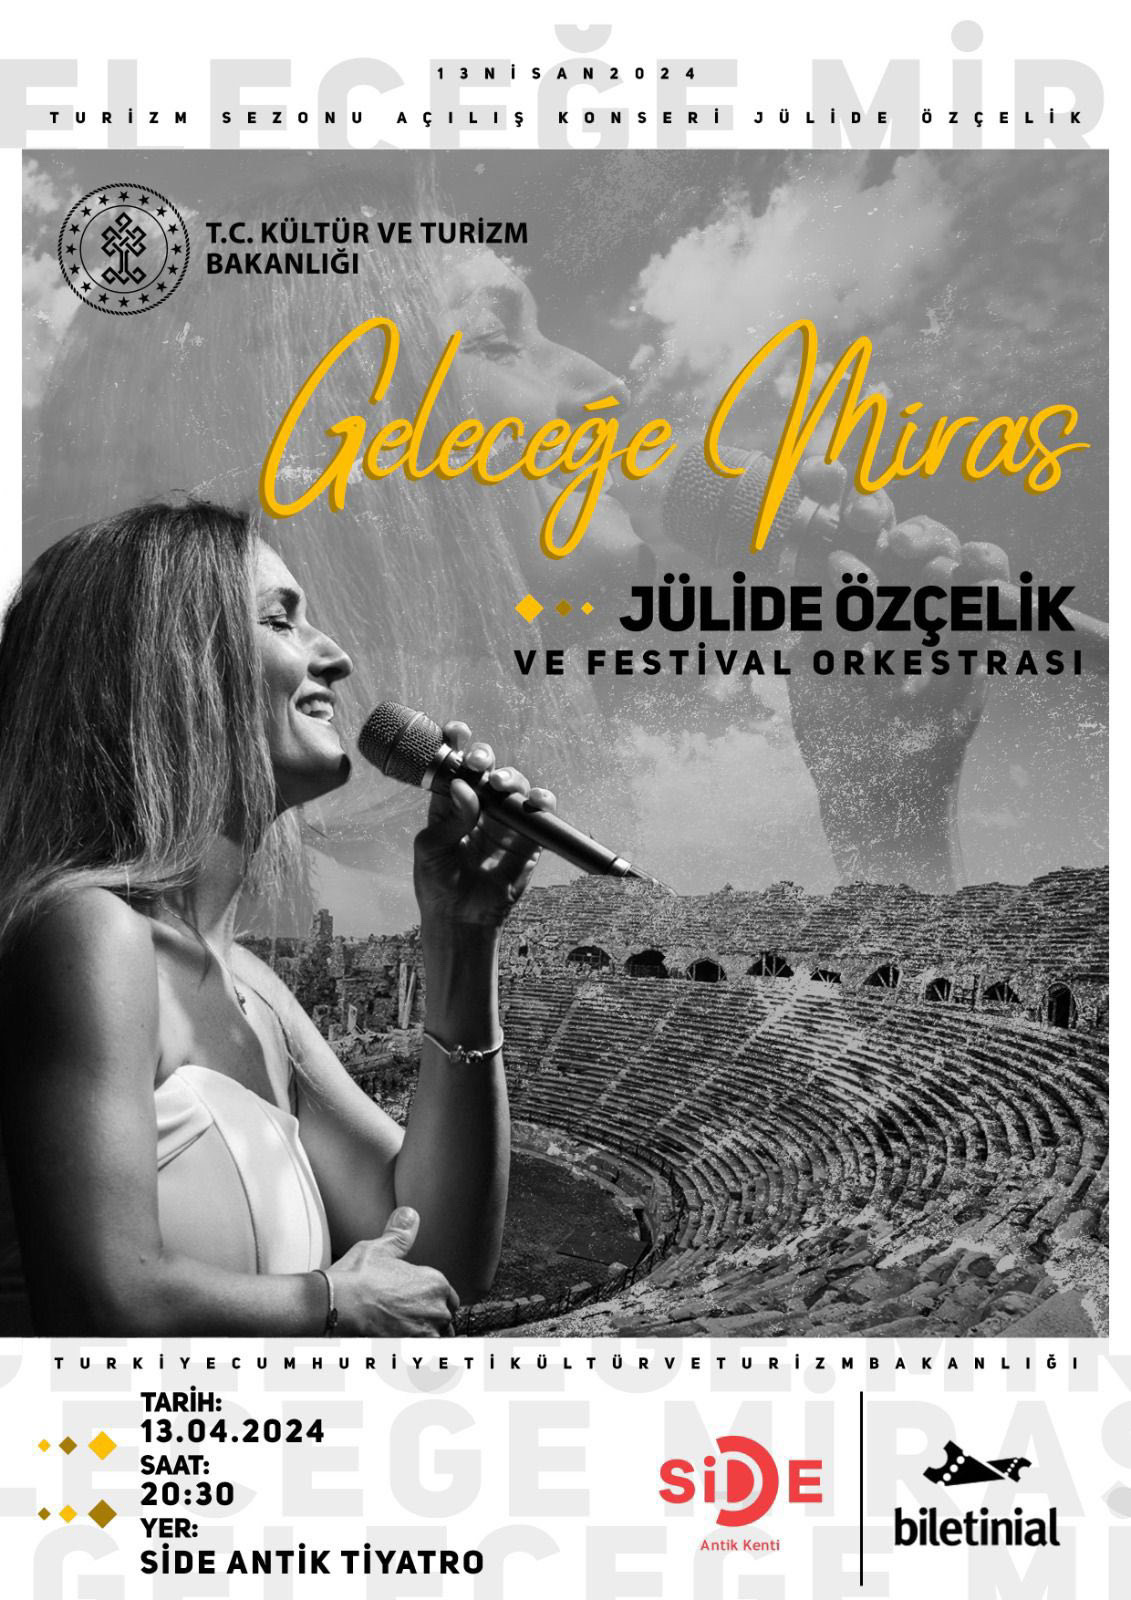 13NİSAN2024
TURİZM SEZONU AÇILIŞ KONSERİ JÜLİDE ÖZÇELİK
ELECEĞE MİR
T.C. KÜLTÜR VE TURİZM
BAKANLIĞI
Geleceğe Miras
JÜLİDE ÖZÇELİK
VE FESTİVAL ORKESTRASI
TURKİYECUMHURİYETİKÜLTÜRVETURİZMBAKANLIĞI
TARİH:
13.04.2024
SAAT:
20:30
YER:
SİDE ANTİK TİYATRO
SiDE
Antik Kenti
biletinial